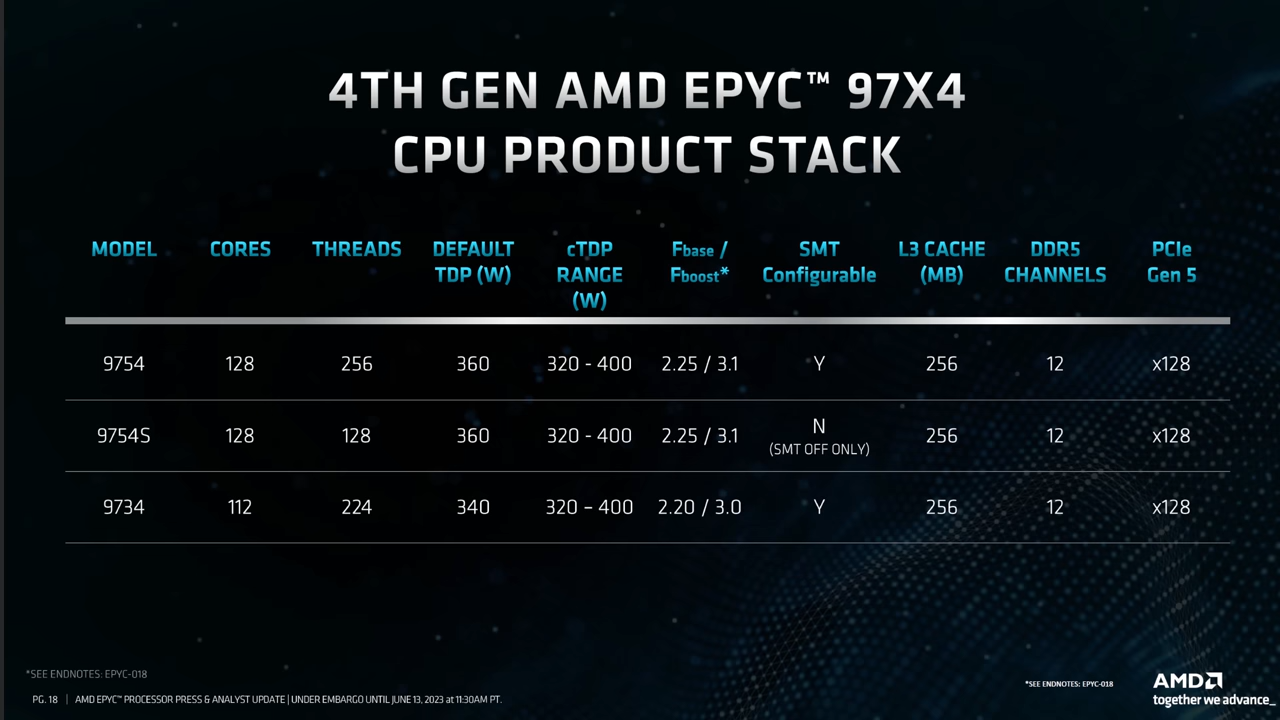 4TH GEN AMD EPYC™ 97X4
CPU PRODUCT STACK
MODEL CORES THREADS DEFAULT TDP (W) cTDP RANGE (W) Fbase / Fboost* SMT Configurable L3 CACHE (MB) DDR5 CHANNELS PCIe Gen 5
9754 128 256 360 320 - 400 2.25 / 3.1 Y 256 12 x128
9754S 128 128 360 320 - 400 2.25 / 3.1 N (SMT OFF ONLY) 256 12 x128
9734 112 224 340 320 – 400 2.20 / 3.0 Y 256 12 x128
*SEE ENDNOTES: EPYC-018
PG. 18 | AMD EPYC™ PROCESSOR PRESS & ANALYST UPDATE | UNDER EMBARGO UNTIL JUNE 13, 2023 at 11:30AM PT.
*SEE ENDNOTES: EPYC-018
AMD
together we advance_